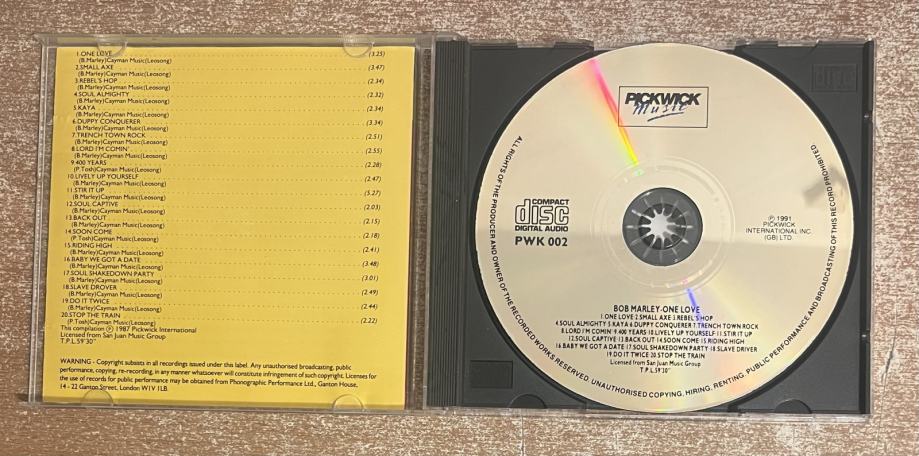 1.ONE LOVE (3.25)
(B.Marley)Cayman Music(Leosong)
2.SMALL AXE (3.47)
(B.Marley)Cayman Music(Leosong)
3.REBEL'S HOP (2.34)
(B.Marley)Cayman Music(Leosong)
4.SOUL ALMIGHTY (2.32)
(B.Marley)Cayman Music(Leosong)
5.KAYA (2.34)
(B.Marley)Cayman Music(Leosong)
6.DUPPY CONQUERER (3.34)
(B.Marley)Cayman Music(Leosong)
7.TRENCH TOWN ROCK (2.51)
(B.Marley)Cayman Music(Leosong)
8.LORD I'M COMIN' (2.55)
(B.Marley)Cayman Music(Leosong)
9.400 YEARS (2.28)
(P.Tosh)Cayman Music(Leosong)
10.LIVELY UP YOURSELF (2.47)
(B.Marley)Cayman Music(Leosong)
11.STIR IT UP (5.27)
(B.Marley)Cayman Music(Leosong)
12.SOUL CAPTIVE (2.03)
(B.Marley)Cayman Music(Leosong)
13.BACK OUT (2.15)
(B.Marley)Cayman Music(Leosong)
14.SOON COME (2.18)
(P.Tosh)Cayman Music(Leosong)
15.RIDING HIGH (2.41)
(B.Marley)Cayman Music(Leosong)
16.BABY WE GOT A DATE (3.48)
(B.Marley)Cayman Music(Leosong)
17.SOUL SHAKEDOWN PARTY (3.01)
(B.Marley)Cayman Music(Leosong)
18.SLAVE DROVER (2.49)
(B.Marley)Cayman Music(Leosong)
19.DO IT TWICE (2.44)
(B.Marley)Cayman Music(Leosong)
20.STOP THE TRAIN (2.22)
(P.Tosh)Cayman Music(Leosong)
This compilation ℗ 1987 Pickwick International
Licensed from San Juan Music Group
T.P.L.59'30"
WARNING - Copyright subsists in all recordings issued under this label. Any unauthorised broadcasting, public
performance, copying, re-recording, in any manner whatsoever will constitute infringement of such copyright. Licenses for
the use of records for public performance may be obtained from Phonographic Performance Ltd., Ganton House,
14 - 22 Ganton Street, London W1V 1LB.
PICKWICK
Music
ALL RIGHTS OF THE PRODUCER AND OWNER OF THE RECORDED WORKS RESERVED. UNAUTHORISED COPYING, HIRING, RENTING, PUBLIC PERFORMANCE AND BROADCASTING OF THIS RECORD PROHIBITED
COMPACT
disc
DIGITAL AUDIO
PWK 002
℗ 1991
PICKWICK
INTERNATIONAL INC.
(GB) LTD.
BOB MARLEY-ONE LOVE
1.ONE LOVE 2.SMALL AXE 3.REBEL'S HOP
4.SOUL ALMIGHTY 5.KAYA 6.DUPPY CONQUERER 7.TRENCH TOWN ROCK
8.LORD I'M COMIN' 9.400 YEARS 10.LIVELY UP YOURSELF 11.STIR IT UP
12.SOUL CAPTIVE 13.BACK OUT 14.SOON COME 15.RIDING HIGH
16.BABY WE GOT A DATE 17.SOUL SHAKEDOWN PARTY 18.SLAVE DRIVER
19.DO IT TWICE 20.STOP THE TRAIN
Licensed from San Juan Music Group
T.P.L.59'30"